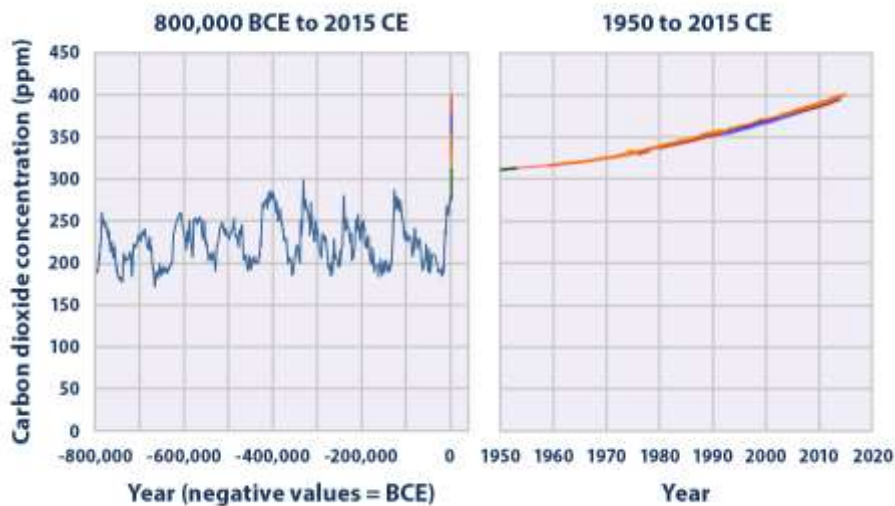 800,000 BCE to 2015 CE
1950 to 2015 CE
Carbon dioxide concentration (ppm)
450
400
350
300
250
200
150
100
50
0
-800,000 -600,000 -400,000 -200,000 0
1950 1960 1970 1980 1990 2000 2010 2020
Year (negative values = BCE)
Year